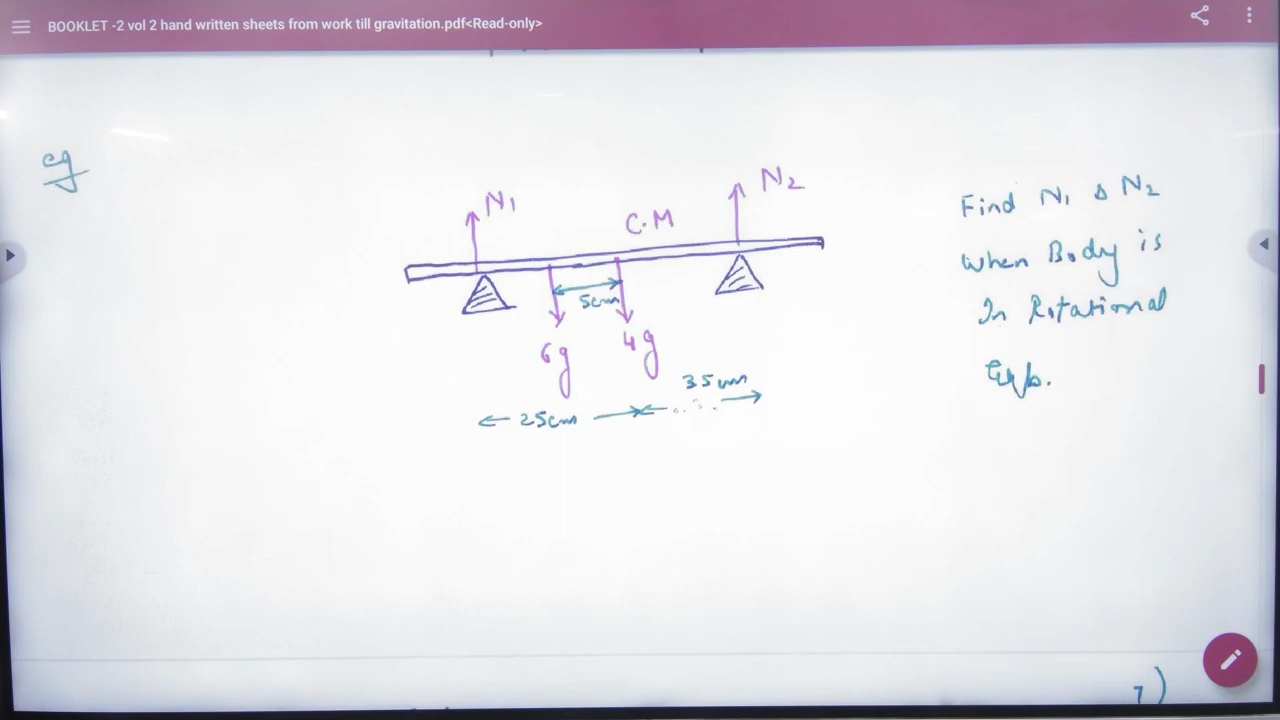 BOOKLET -2 vol 2 hand written sheets from work till gravitation.pdf<Read-only>
eg
N1
N2
C.M
Find N1 & N2
When Body is
In Rotational
Eqb.
5cm
6g
4g
35cm
25cm
7)